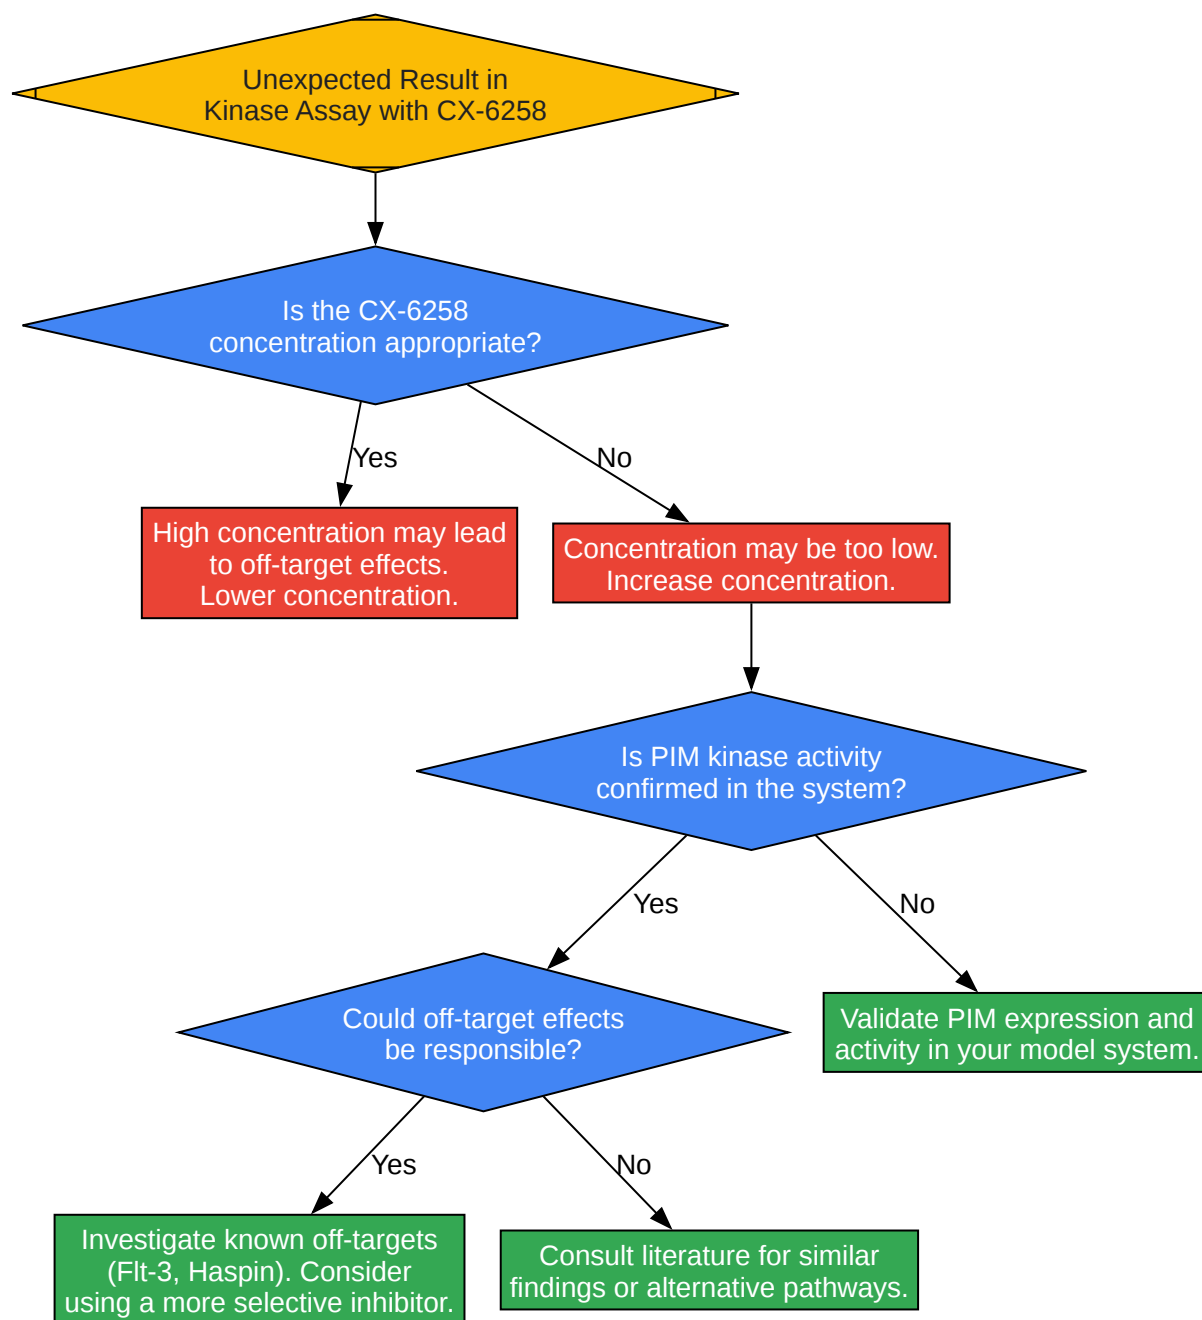 Unexpected Result in
Kinase Assay with CX-6258
Is the CX-6258
concentration appropriate?
Yes
No
High concentration may lead
to off-target effects.
Lower concentration.
Concentration may be too low.
Increase concentration.
Is PIM kinase activity
confirmed in the system?
Yes
No
Could off-target effects
be responsible?
Validate PIM expression and
activity in your model system.
Yes
No
Investigate known off-targets
(Flt-3, Haspin). Consider
using a more selective inhibitor.
Consult literature for similar
findings or alternative pathways.